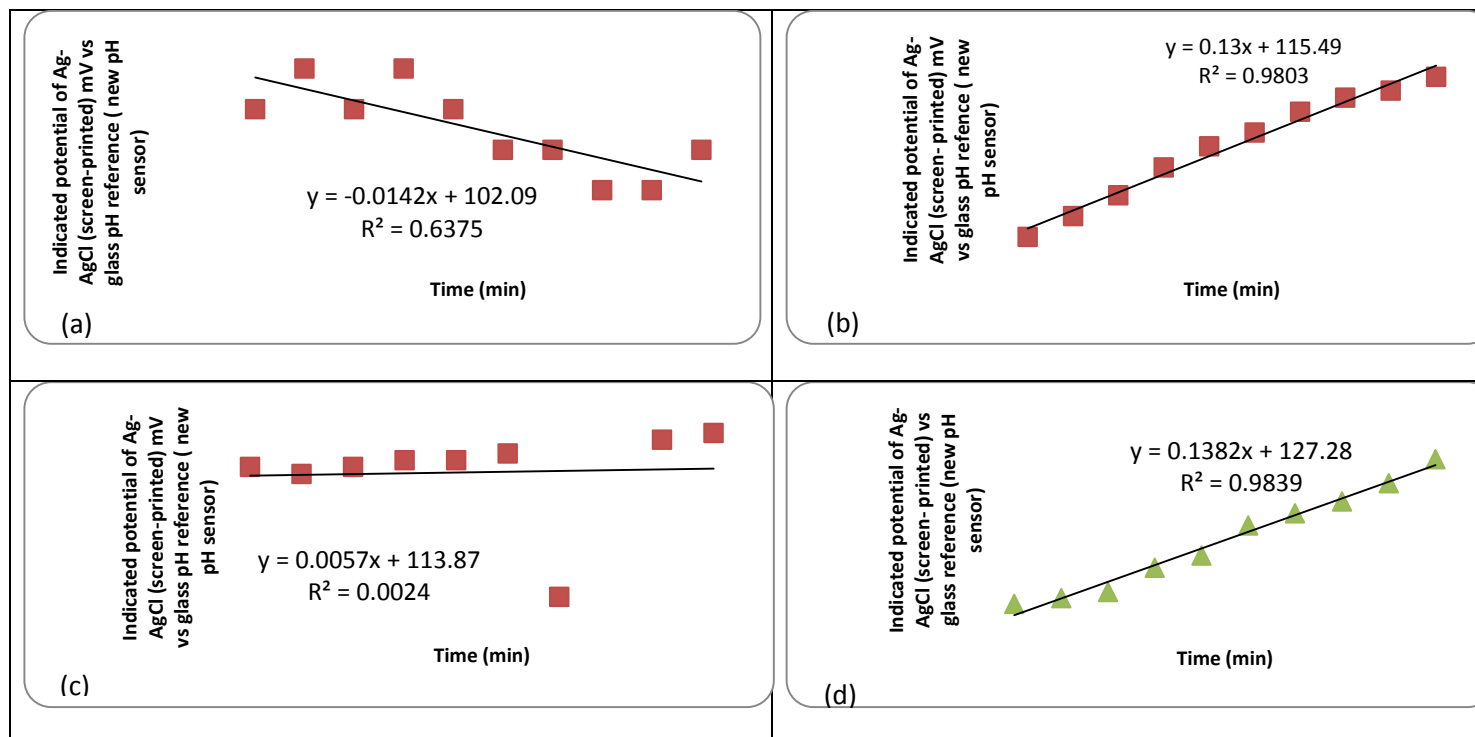 Indicated potential of Ag-
AgCl (screen-printed) mV vs
glass pH reference ( new pH
sensor)
y = -0.0142x + 102.09
R² = 0.6375
Time (min)
(a)
Indicated potential of Ag-
AgCl (screen- printed) mV
vs glass pH refence ( new
pH sensor)
y = 0.13x + 115.49
R² = 0.9803
Time (min)
(b)
Indicated potential of Ag-
AgCl (screen-printed) mV
vs glass pH reference ( new
pH sensor)
y = 0.0057x + 113.87
R² = 0.0024
Time (min)
(c)
Indicated potential of Ag-
AgCl (screen- printed) vs
glass reference (new pH
sensor)
y = 0.1382x + 127.28
R² = 0.9839
Time (min)
(d)